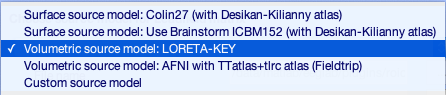 Surface source model: Colin27 (with Desikan-Kilianny atlas)
Surface source model: Use Brainstorm ICBM152 (with Desikan-Kilianny atlas)
✓ Volumetric source model: LORETA-KEY
Volumetric source model: AFNI with TTatlas+tlrc atlas (Fieldtrip)
Custom source model